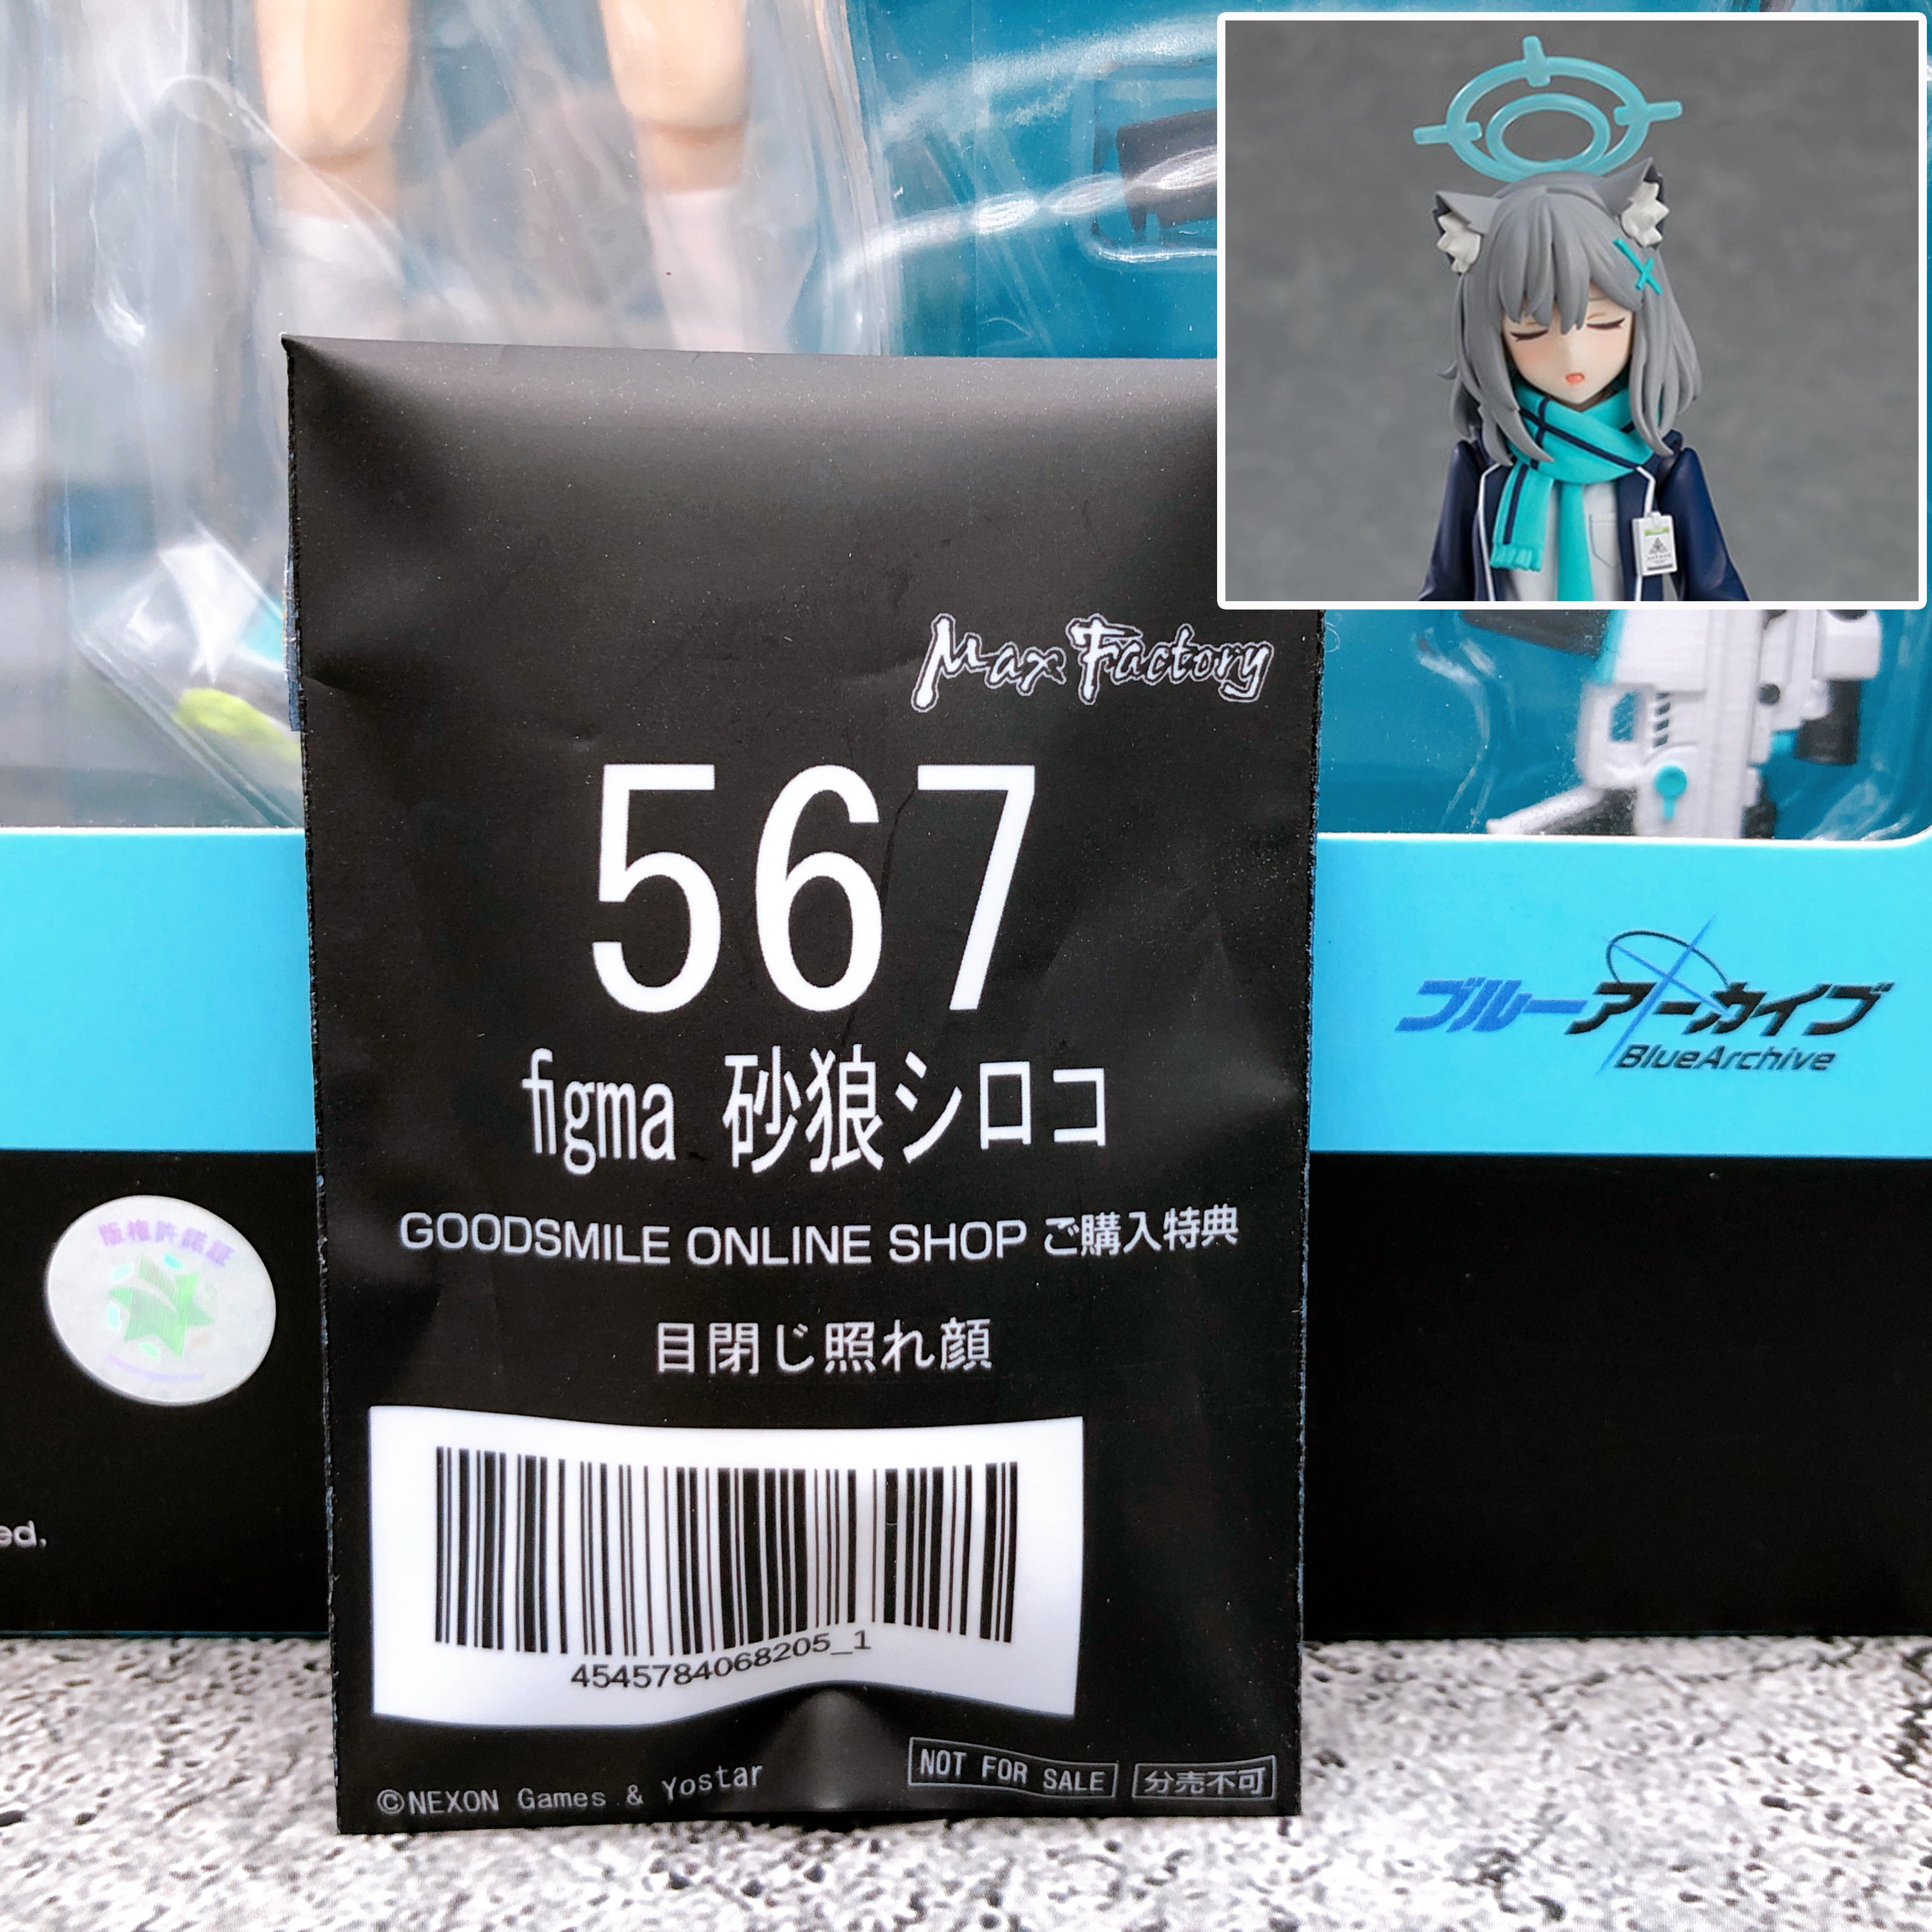 Max Factory
567
figma 砂狼シロコ
GOODSMILE ONLINE SHOP ご購入特典
目閉じ照れ顔
4545784068205_1
©NEXON Games & Yostar
NOT FOR SALE
分売不可
ブルーアーカイブ
BlueArchive
版権許諾証
ed.